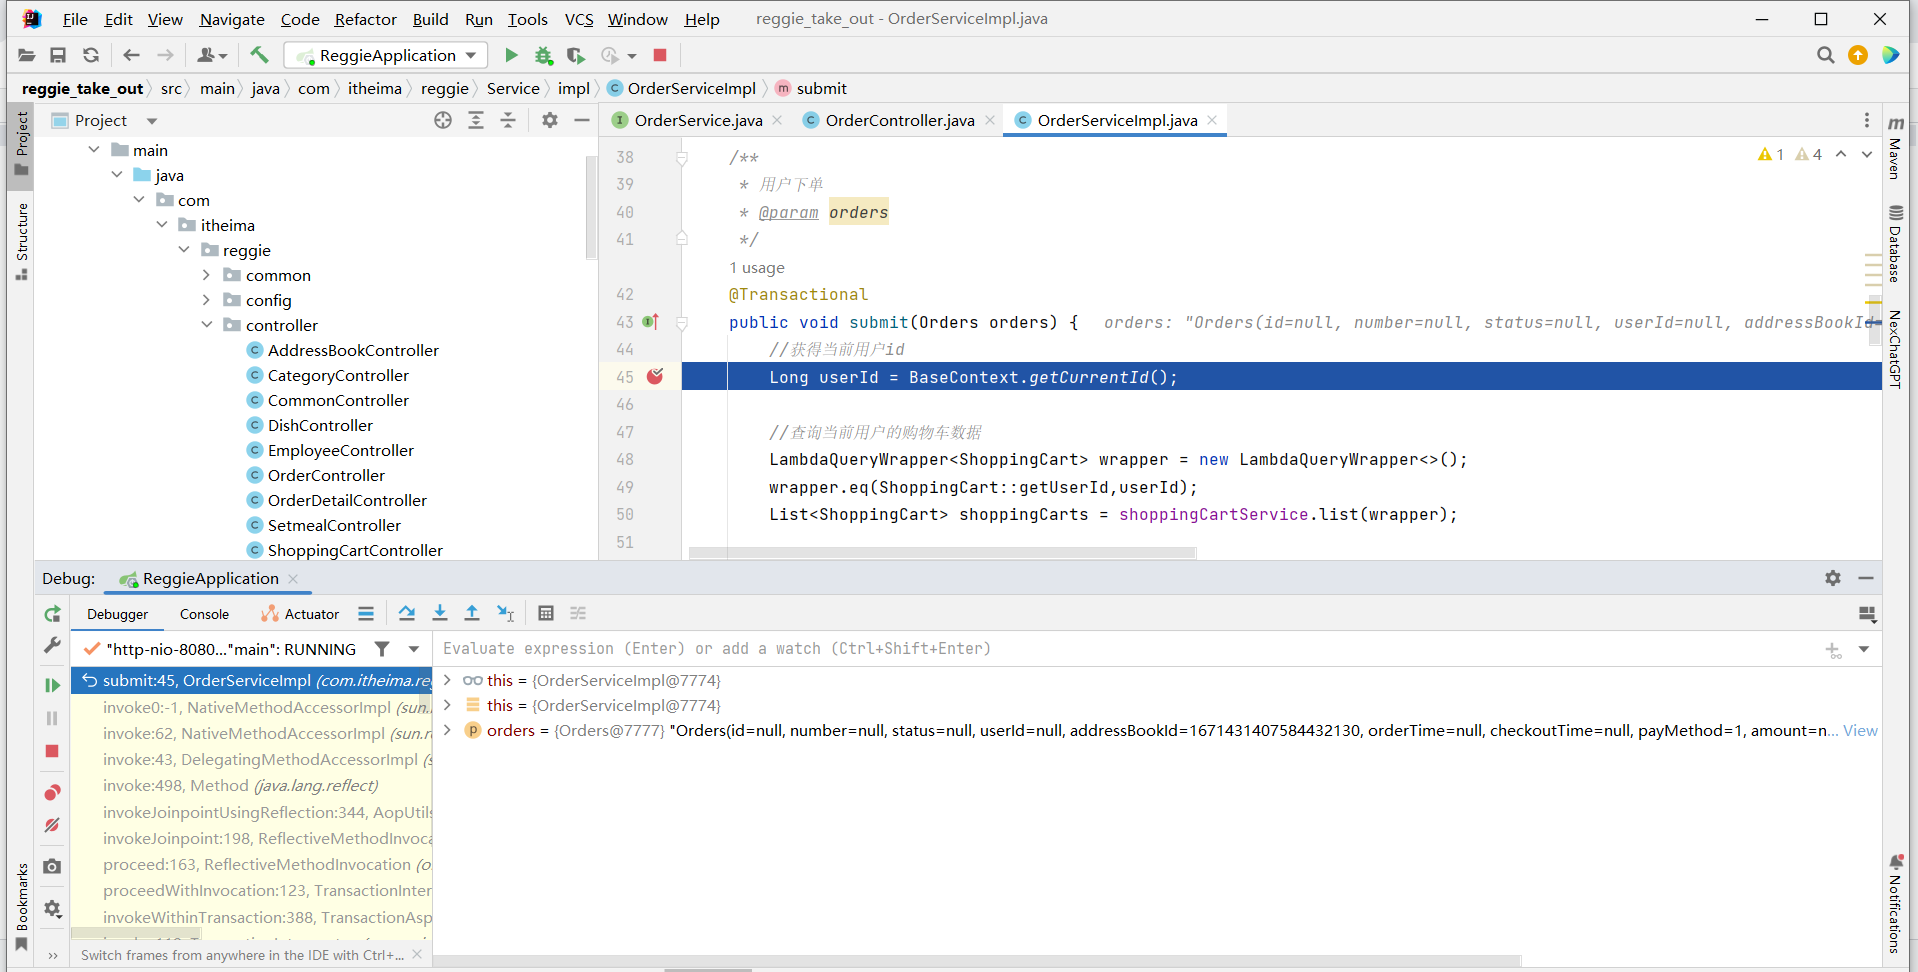 File Edit View Navigate Code Refactor Build Run Tools VCS Window Help reggie_take_out - OrderServiceImpl.java
ReggieApplication
reggie_take_out src main java com itheima reggie Service impl OrderServiceImpl submit
Project
OrderService.java OrderController.java OrderServiceImpl.java
main
java
com
itheima
reggie
common
config
controller
AddressBookController
CategoryController
CommonController
DishController
EmployeeController
OrderController
OrderDetailController
SetmealController
ShoppingCartController
1 4
38 /**
39 * 用户下单
40 * @param orders
41 */
1 usage
42 @Transactional
43 public void submit(Orders orders) { orders: "Orders(id=null, number=null, status=null, userId=null, addressBookId=
44 //获得当前用户id
45 Long userId = BaseContext.getCurrentId();
46
47 //查询当前用户的购物车数据
48 LambdaQueryWrapper<ShoppingCart> wrapper = new LambdaQueryWrapper<>();
49 wrapper.eq(ShoppingCart::getUserId,userId);
50 List<ShoppingCart> shoppingCarts = shoppingCartService.list(wrapper);
51
Project
Structure
Bookmarks
Maven
Database
NexChatGPT
Notifications
Debug: ReggieApplication
Debugger Console Actuator
"http-nio-8080..."main": RUNNING
Evaluate expression (Enter) or add a watch (Ctrl+Shift+Enter)
submit:45, OrderServiceImpl (com.itheima.re
invoke0:-1, NativeMethodAccessorImpl (sun.
invoke:62, NativeMethodAccessorImpl (sun.r
invoke:43, DelegatingMethodAccessorImpl (s
invoke:498, Method (java.lang.reflect)
invokeJoinpointUsingReflection:344, AopUtils
invokeJoinpoint:198, ReflectiveMethodInvoca
proceed:163, ReflectiveMethodInvocation (o
proceedWithInvocation:123, TransactionInter
invokeWithinTransaction:388, TransactionAsp
this = {OrderServiceImpl@7774}
this = {OrderServiceImpl@7774}
orders = {Orders@7777} "Orders(id=null, number=null, status=null, userId=null, addressBookId=1671431407584432130, orderTime=null, checkoutTime=null, payMethod=1, amount=n... View
Switch frames from anywhere in the IDE with Ctrl+...